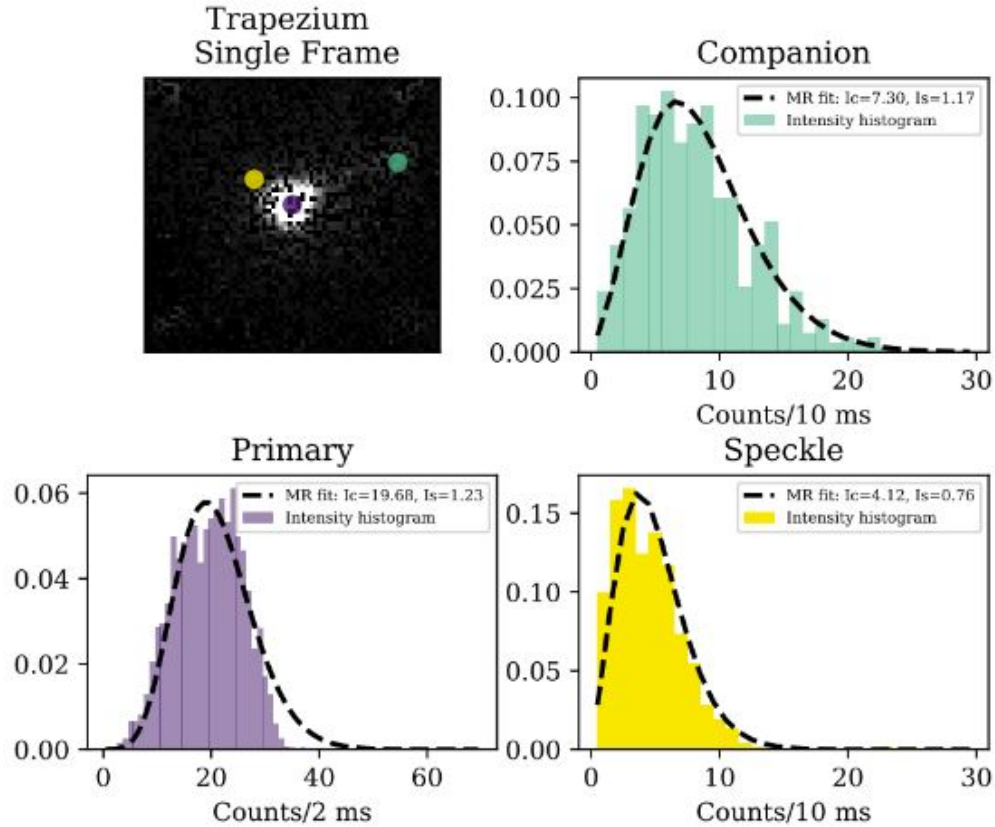 Trapezium
Single Frame
Companion
0.100
0.075
0.050
0.025
0.000
MR fit: Ic=7.30, Is=1.17
Intensity histogram
0 10 20 30
Counts/10 ms
Primary
0.06
0.04
0.02
0.00
MR fit: Ic=19.68, Is=1.23
Intensity histogram
0 20 40 60
Counts/2 ms
Speckle
0.15
0.10
0.05
0.00
MR fit: Ic=4.12, Is=0.76
Intensity histogram
0 10 20 30
Counts/10 ms